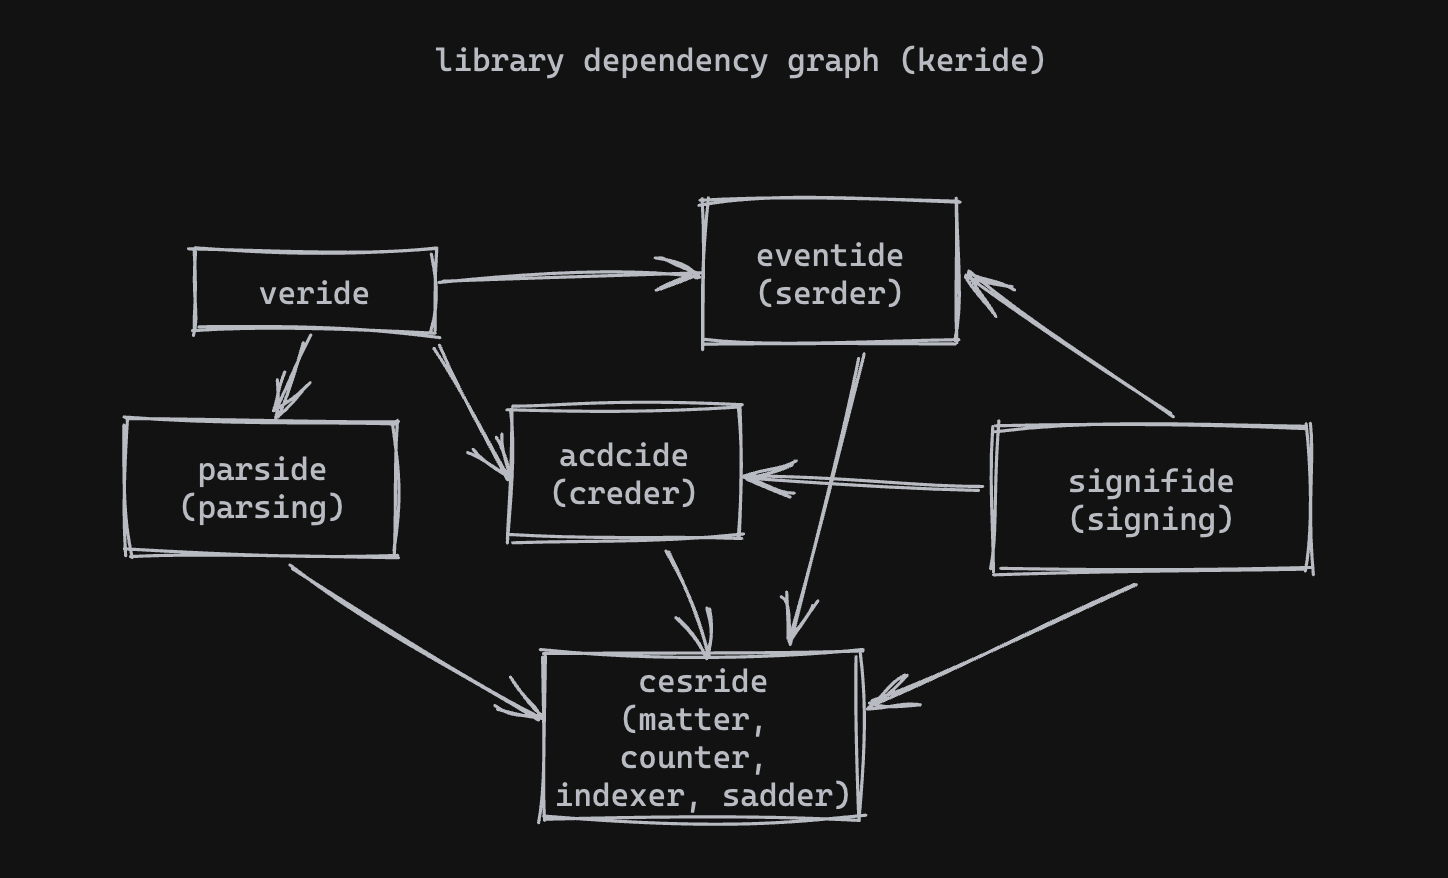 library dependency graph (keride)
veride
eventide
(serder)
parside
(parsing)
acdcide
(creder)
signifide
(signing)
cesride
(matter,
counter,
indexer, sadder)